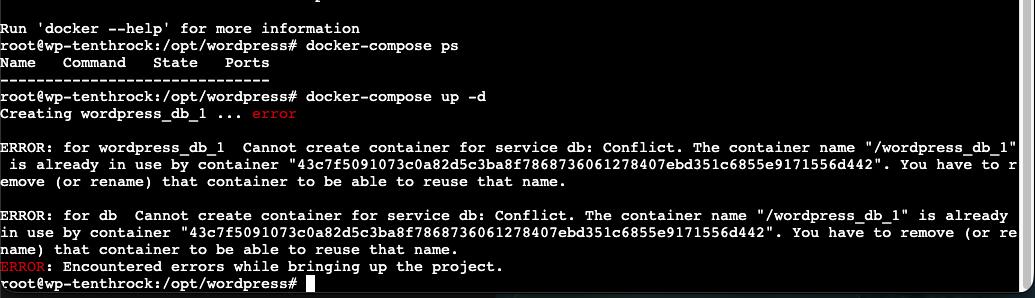 Run 'docker --help' for more information
root@wp-tenthrock:/opt/wordpress# docker-compose ps
Name   Command   State   Ports
------------------------------
root@wp-tenthrock:/opt/wordpress# docker-compose up -d
Creating wordpress_db_1 ... error

ERROR: for wordpress_db_1  Cannot create container for service db: Conflict. The container name "/wordpress_db_1"
 is already in use by container "43c7f5091073c0a82d5c3ba8f7868736061278407ebd351c6855e9171556d442". You have to r
emove (or rename) that container to be able to reuse that name.

ERROR: for db  Cannot create container for service db: Conflict. The container name "/wordpress_db_1" is already
in use by container "43c7f5091073c0a82d5c3ba8f7868736061278407ebd351c6855e9171556d442". You have to remove (or re
name) that container to be able to reuse that name.
ERROR: Encountered errors while bringing up the project.
root@wp-tenthrock:/opt/wordpress#